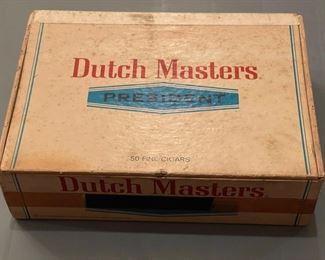 Dutch Masters
PRESIDENT
50 FINE CIGARS
Dutch Masters